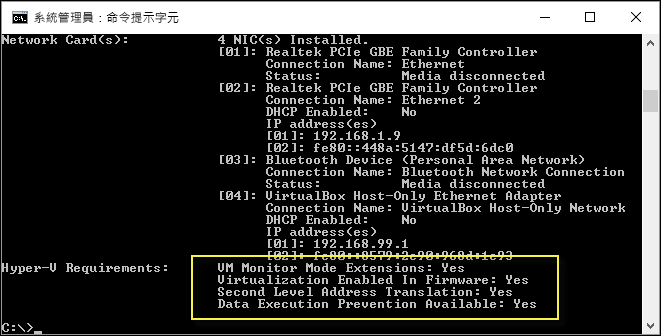 系統管理員：命令提示字元
Network Card(s): 4 NIC(s) Installed.
[01]: Realtek PCIe GBE Family Controller
Connection Name: Ethernet
Status: Media disconnected
[02]: Realtek PCIe GBE Family Controller
Connection Name: Ethernet 2
DHCP Enabled: No
IP address(es)
[01]: 192.168.1.9
[02]: fe80::448a:5147:df5d:6dc0
[03]: Bluetooth Device (Personal Area Network)
Connection Name: Bluetooth Network Connection
Status: Media disconnected
[04]: VirtualBox Host-Only Ethernet Adapter
Connection Name: VirtualBox Host-Only Network
DHCP Enabled: No
IP address(es)
[01]: 192.168.99.1
[02]:
Hyper-V Requirements: VM Monitor Mode Extensions: Yes
Virtualization Enabled In Firmware: Yes
Second Level Address Translation: Yes
Data Execution Prevention Available: Yes
C:\>